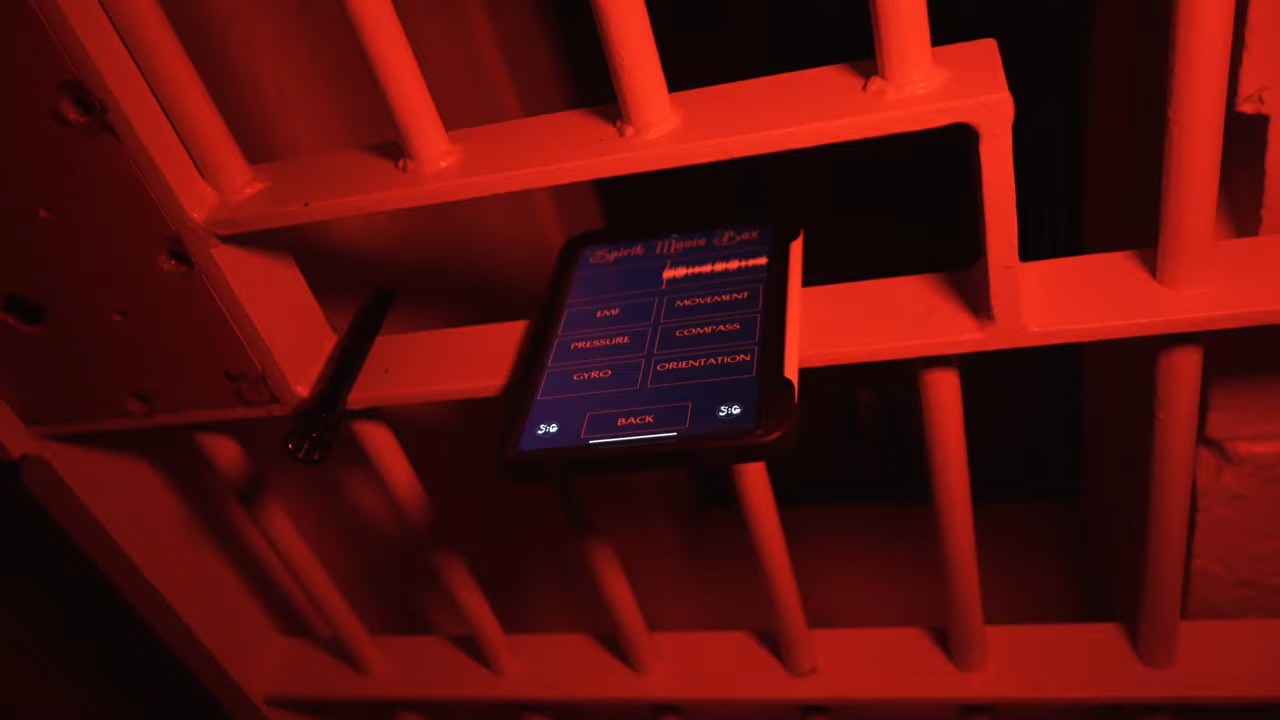 Spirit Music Box
EMF MOVEMENT
PRESSURE COMPASS
GYRO ORIENTATION
BACK
S:G S:G